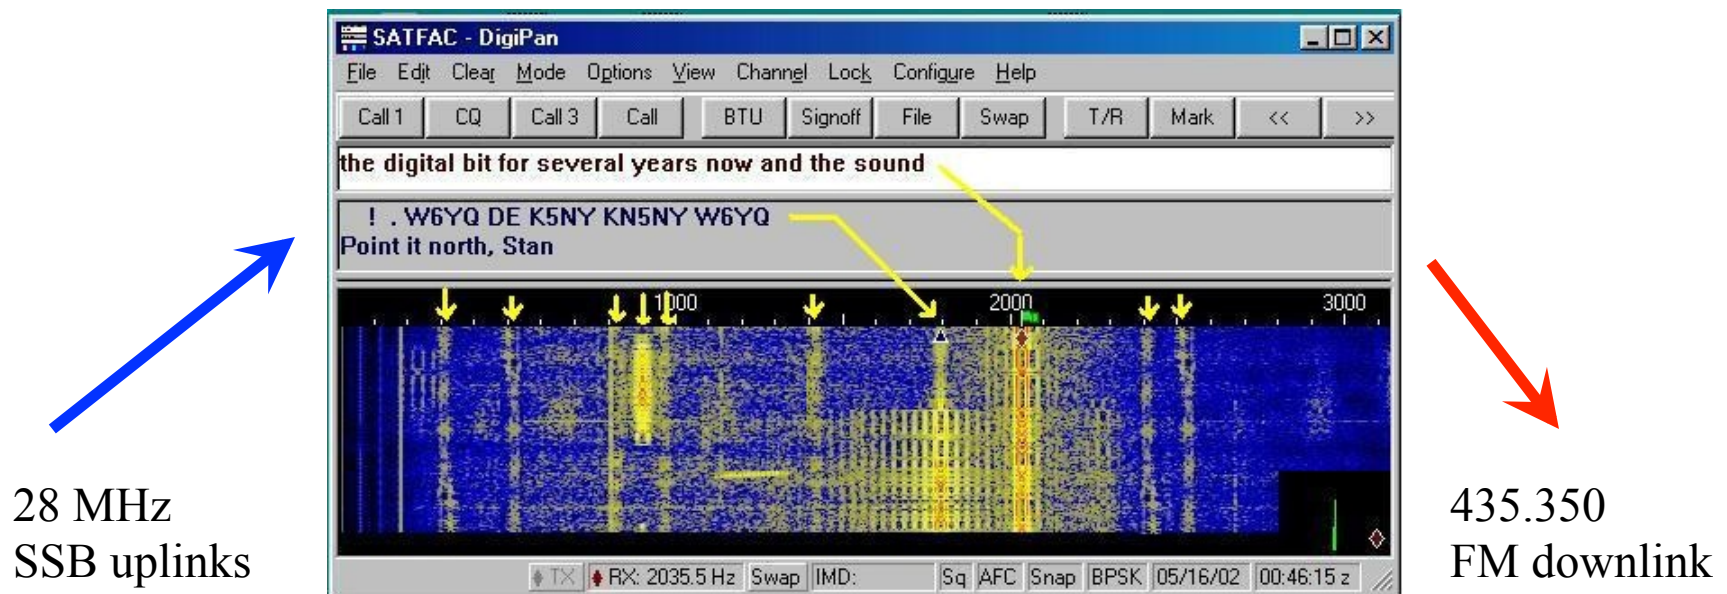 SATFAC - DigiPan
File Edit Clear Mode Options View Channel Lock Configure Help
Call 1 CQ Call 3 Call BTU Signoff File Swap T/R Mark << >>
the digital bit for several years now and the sound
! . W6YQ DE K5NY KN5NY W6YQ
Point it north, Stan
1000 2000 3000
28 MHz
SSB uplinks
435.350
FM downlink
TX RX: 2035.5 Hz Swap IMD: Sq AFC Snap BPSK 05/16/02 00:46:15 z